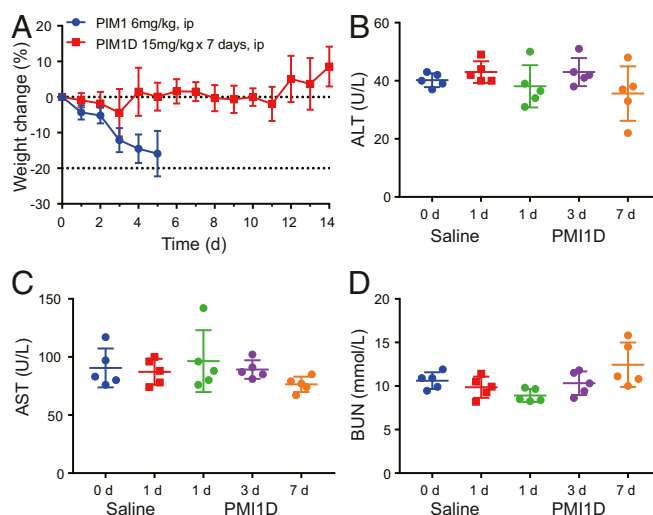 A
PIM1 6mg/kg, ip
PIM1D 15mg/kg x 7 days, ip
Weight change (%)
30
20
10
0
-10
-20
-30
0 2 4 6 8 10 12 14
Time (d)
B
ALT (U/L)
60
40
20
0
0 d 1 d 1 d 3 d 7 d
Saline PMI1D
C
AST (U/L)
150
100
50
0
0 d 1 d 1 d 3 d 7 d
Saline PMI1D
D
BUN (mmol/L)
20
15
10
5
0
0 d 1 d 1 d 3 d 7 d
Saline PMI1D